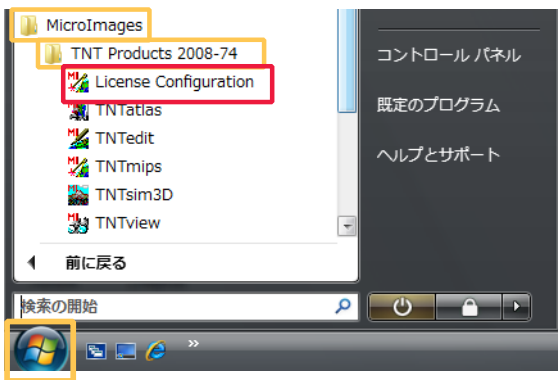 MicroImages
TNT Products 2008-74
License Configuration
TNTatlas
TNTedit
TNTmips
TNTsim3D
TNTview
前に戻る
検索の開始
コントロール パネル
既定のプログラム
ヘルプとサポート
»